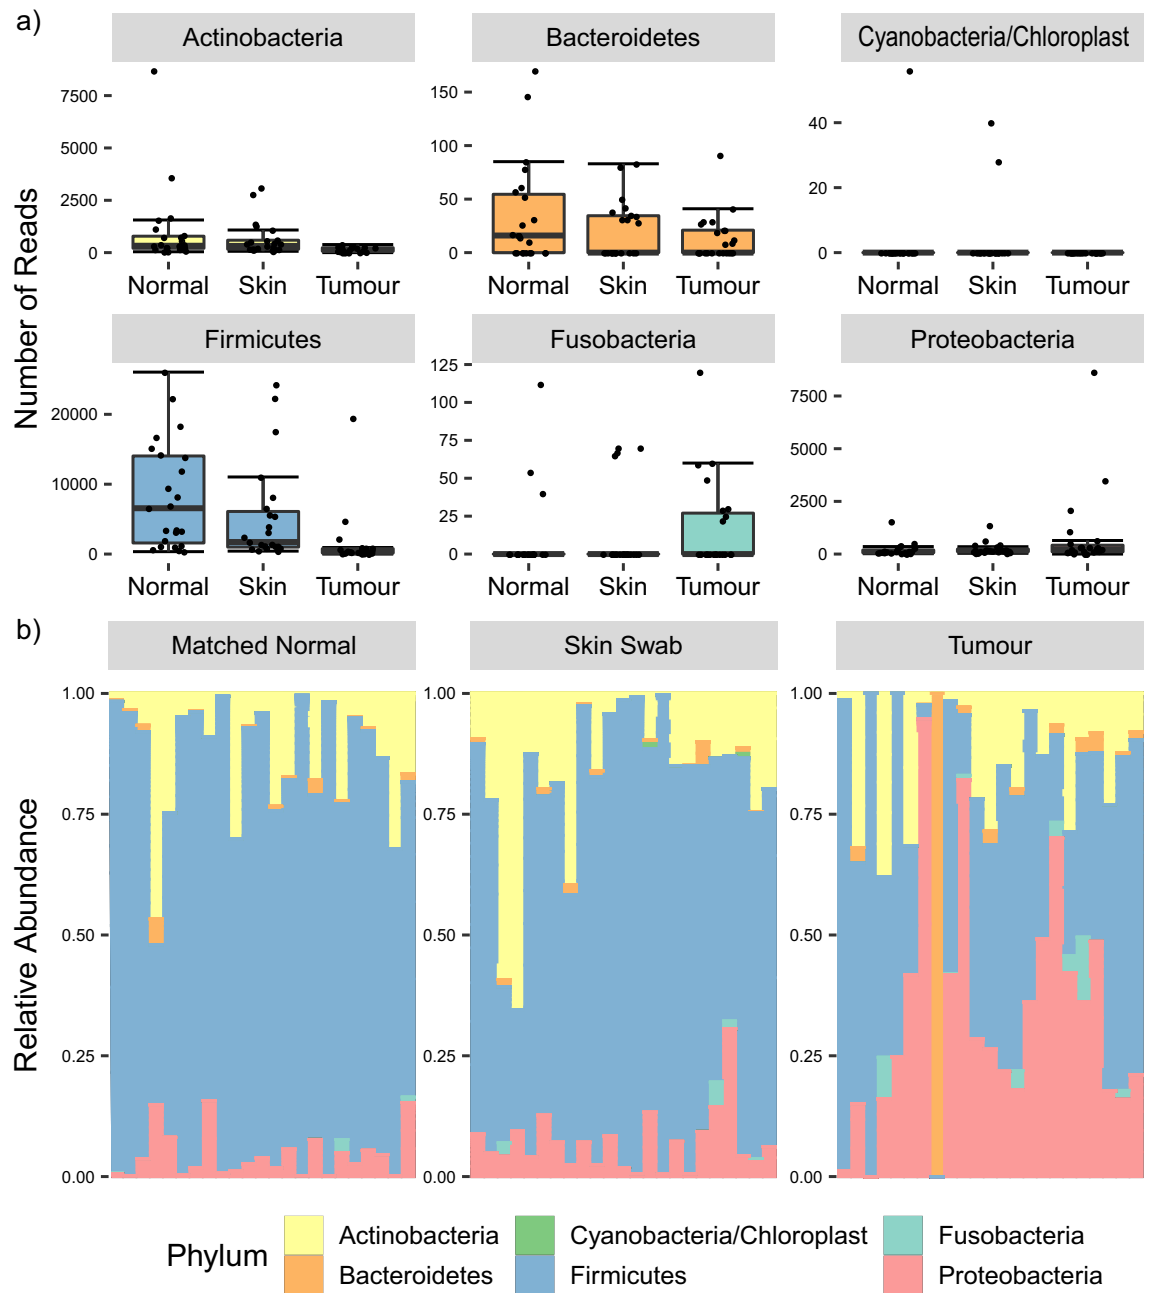 a)
Number of Reads
Actinobacteria
7500
5000
2500
0
Normal Skin Tumour
Bacteroidetes
150
100
50
0
Normal Skin Tumour
Cyanobacteria/Chloroplast
40
20
0
Normal Skin Tumour
Firmicutes
20000
10000
0
Normal Skin Tumour
Fusobacteria
125
100
75
50
25
0
Normal Skin Tumour
Proteobacteria
7500
5000
2500
0
Normal Skin Tumour
b)
Relative Abundance
Matched Normal
1.00
0.75
0.50
0.25
0.00
Skin Swab
1.00
0.75
0.50
0.25
0.00
Tumour
1.00
0.75
0.50
0.25
0.00
Phylum
Actinobacteria
Bacteroidetes
Cyanobacteria/Chloroplast
Firmicutes
Fusobacteria
Proteobacteria